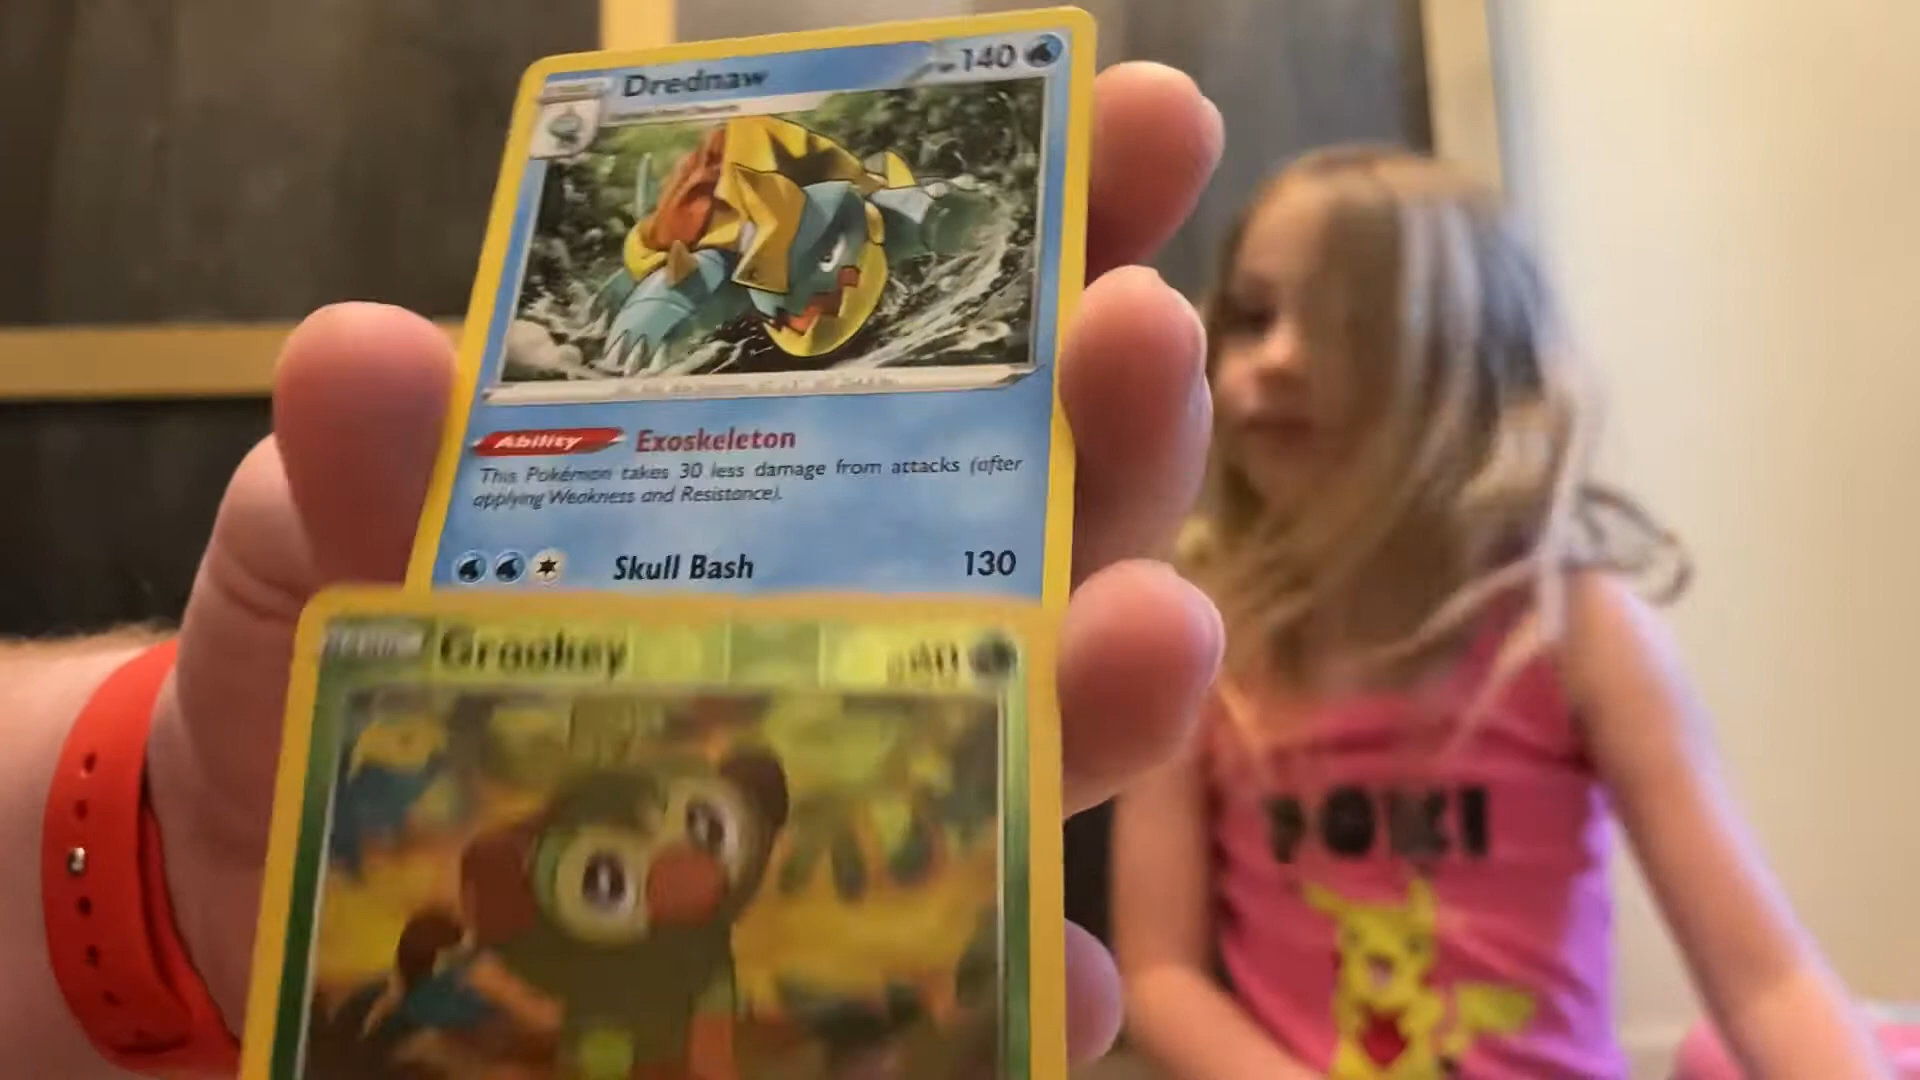 Drednaw 140
Ability Exoskeleton
This Pokémon takes 30 less damage from attacks (after
applying Weakness and Resistance).
Skull Bash 130
Grookey
POKI